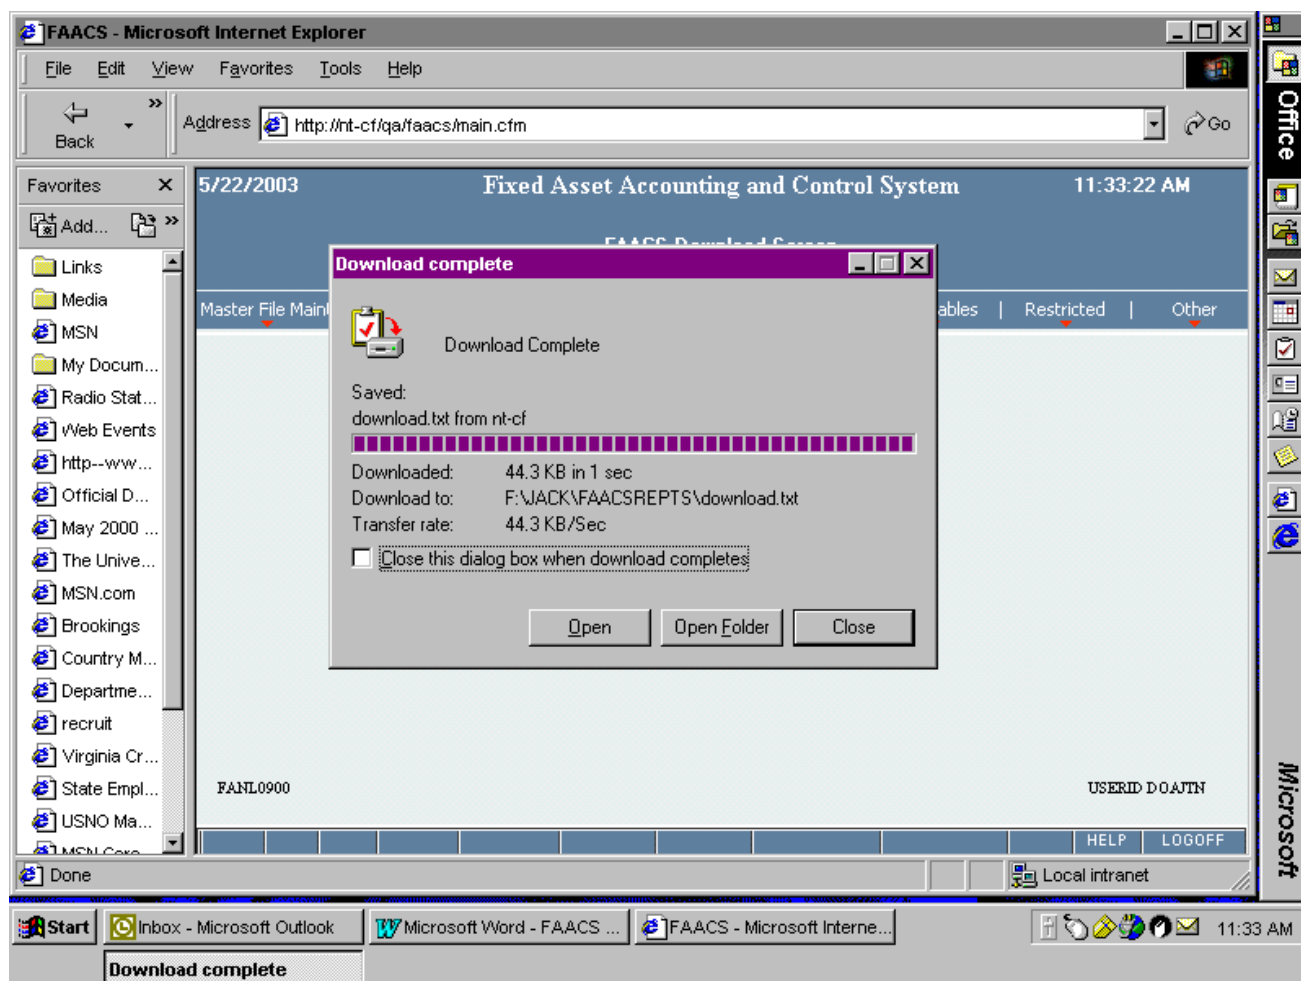 FAACS - Microsoft Internet Explorer
File Edit View Favorites Tools Help
Back
Address http://nt-cf/qa/faacs/main.cfm
Go
Favorites
Add...
Links
Media
MSN
My Docum...
Radio Stat...
Web Events
http--ww...
Official D...
May 2000 ...
The Unive...
MSN.com
Brookings
Country M...
Departme...
recruit
Virginia Cr...
State Empl...
USNO Ma...
5/22/2003 Fixed Asset Accounting and Control System 11:33:22 AM
FAACS Download Screen
Master File Main ables | Restricted | Other
Download complete
Download Complete
Saved:
download.txt from nt-cf
Downloaded: 44.3 KB in 1 sec
Download to: F:\JACK\FAACSREPTS\download.txt
Transfer rate: 44.3 KB/Sec
Close this dialog box when download completes
Open Open Folder Close
FANL0900 USERID DOAJTN
HELP LOGOFF
Done Local intranet
Office
Microsoft
Start Inbox - Microsoft Outlook Microsoft Word - FAACS ... FAACS - Microsoft Interne... 11:33 AM
Download complete